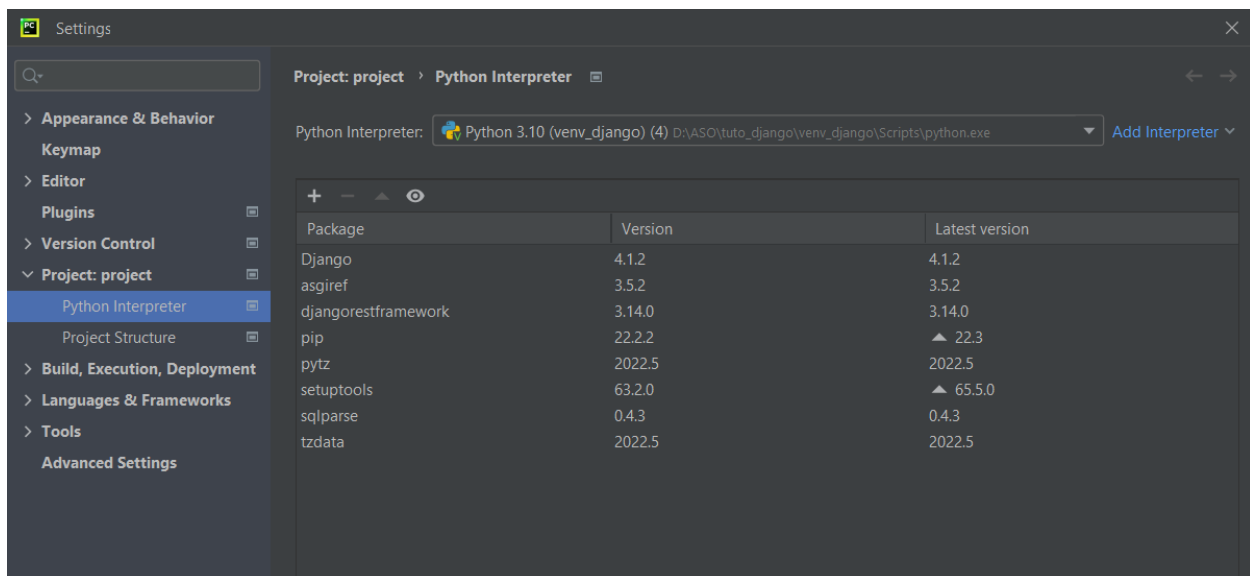 PC
Settings
Project: project › Python Interpreter
Appearance & Behavior
Keymap
Editor
Plugins
Version Control
Project: project
Python Interpreter
Project Structure
Build, Execution, Deployment
Languages & Frameworks
Tools
Advanced Settings
Python Interpreter: Python 3.10 (venv_django) (4) D:\ASO\tuto_django\venv_django\Scripts\python.exe Add Interpreter
Package Version Latest version
Django 4.1.2 4.1.2
asgiref 3.5.2 3.5.2
djangorestframework 3.14.0 3.14.0
pip 22.2.2 22.3
pytz 2022.5 2022.5
setuptools 63.2.0 65.5.0
sqlparse 0.4.3 0.4.3
tzdata 2022.5 2022.5